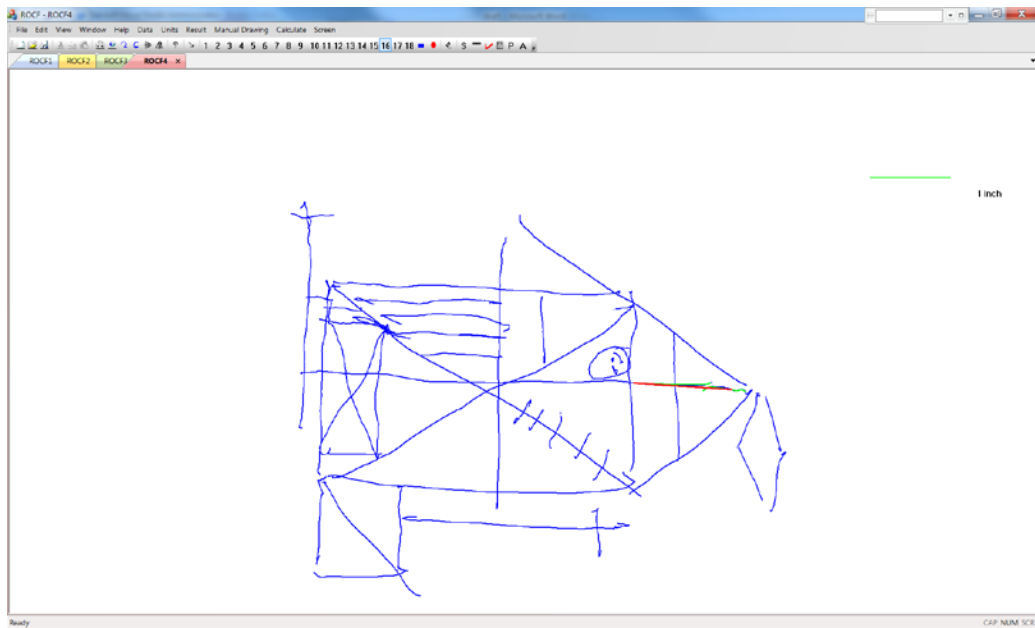 ROCF - ROCF4
File Edit View Window Help Data Units Result Manual Drawing Calculate Screen
1 2 3 4 5 6 7 8 9 10 11 12 13 14 15 16 17 18 S P A
ROCF1 ROCF2 ROCF3 ROCF4 ×
1 inch
Ready CAP NUM SCR